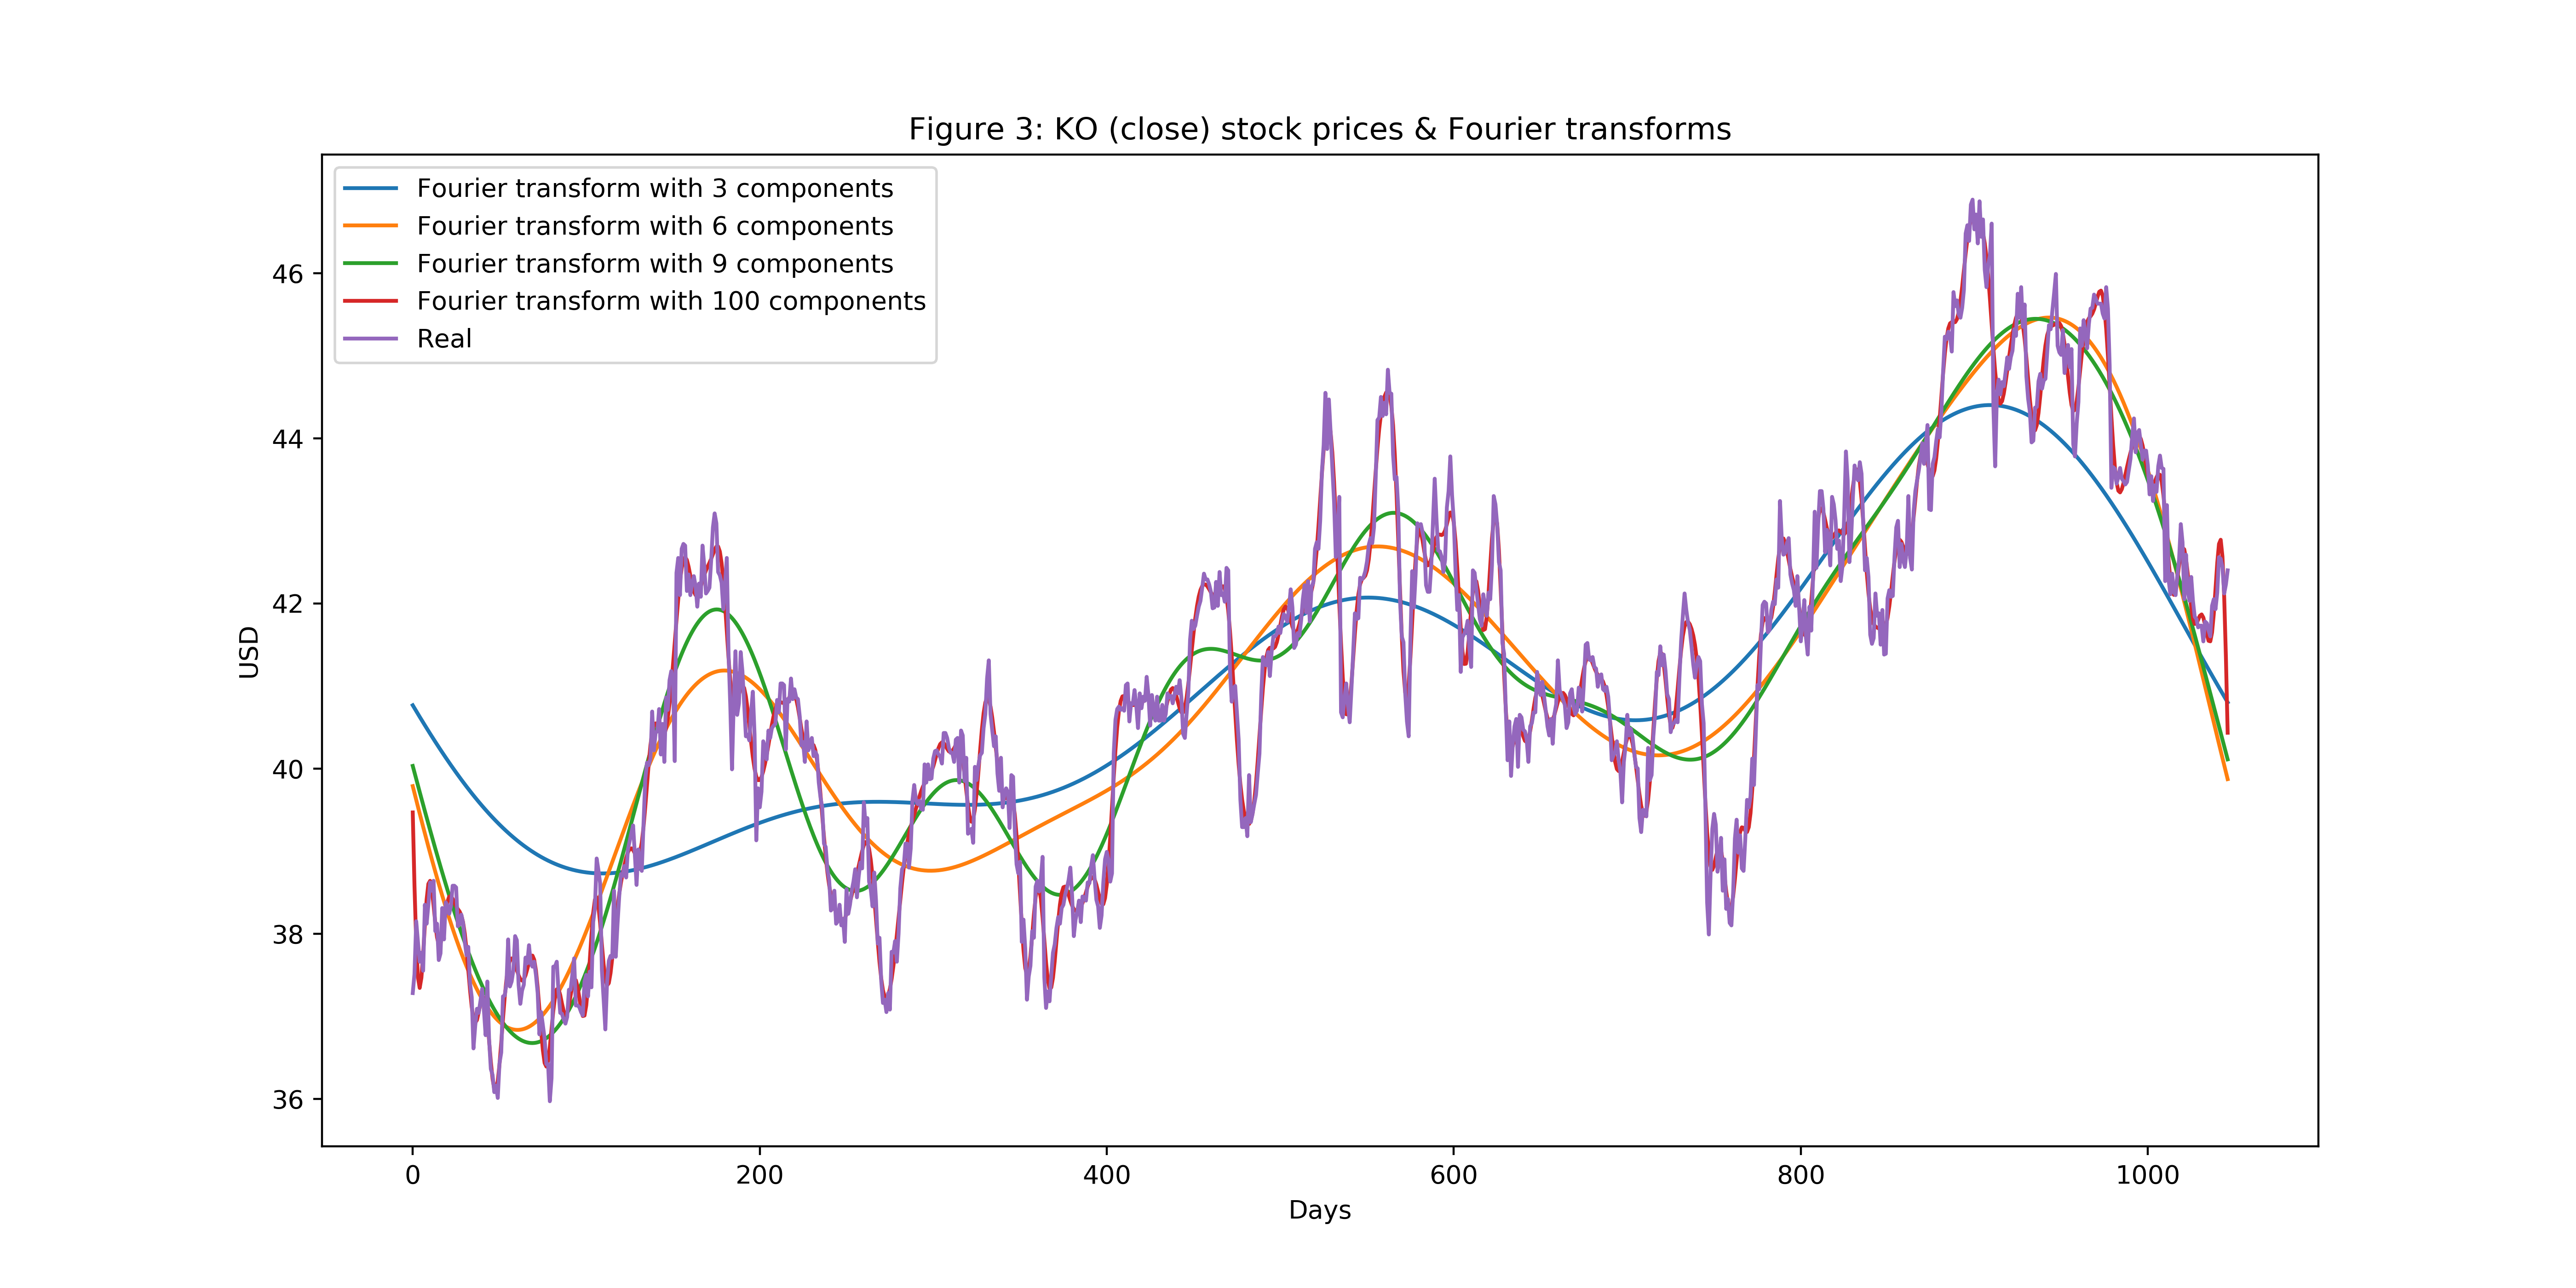 Figure 3: KO (close) stock prices & Fourier transforms
Fourier transform with 3 components
Fourier transform with 6 components
Fourier transform with 9 components
Fourier transform with 100 components
Real
46
44
42
40
38
36
USD
0 200 400 600 800 1000
Days